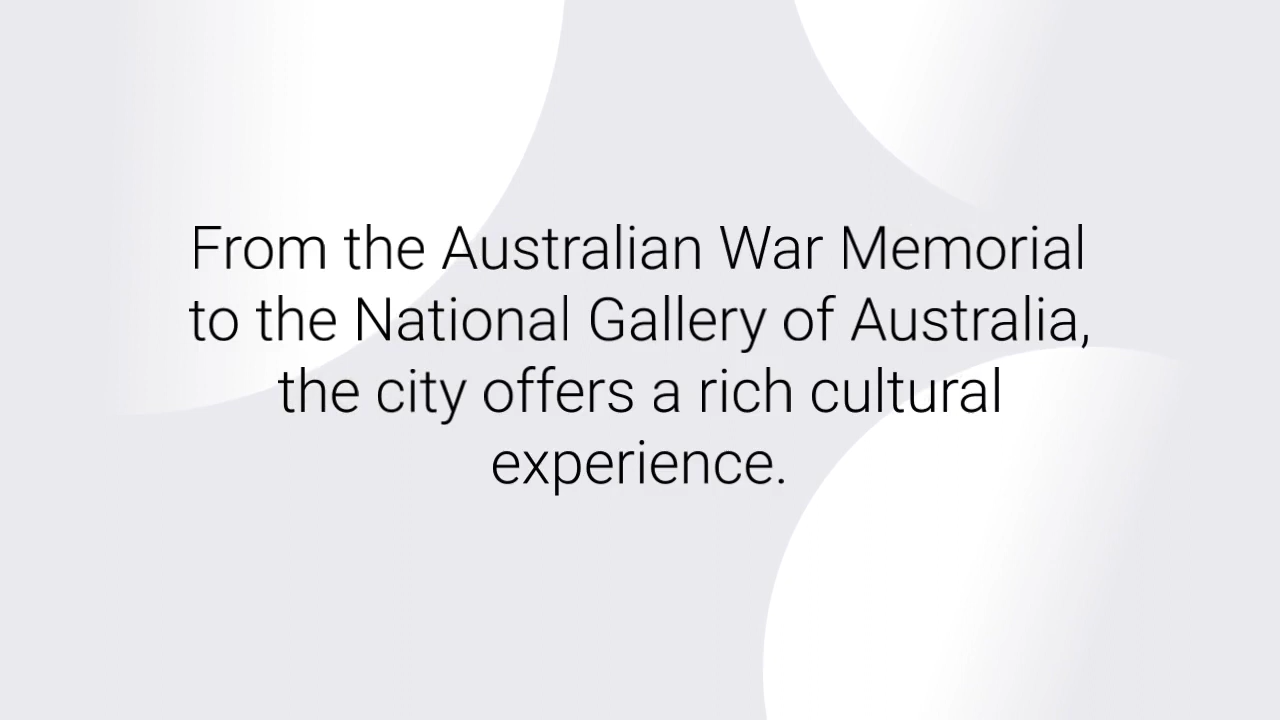 From the Australian War Memorial
to the National Gallery of Australia,
the city offers a rich cultural
experience.